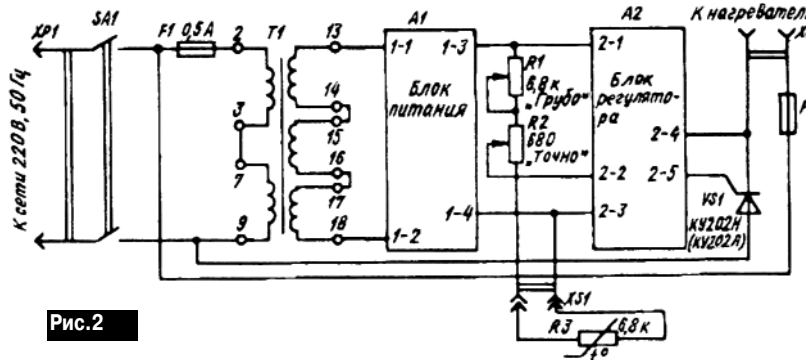 К сети 220 В, 50 Гц
XP1
SA1
F1 0,5А
2
3
7
9
T1
13
14
15
16
17
18
A1
1-1
1-3
Блок
питания
1-2
1-4
R1
6,8 к
„Грубо"
R2
680
„Точно"
A2
2-1
Блок
регулято-
ра
2-4
2-2
2-5
2-3
К нагревател
VS1
КУ202Н
(КУ202Л)
XS1
R3
6,8 к
t°
Рис.2